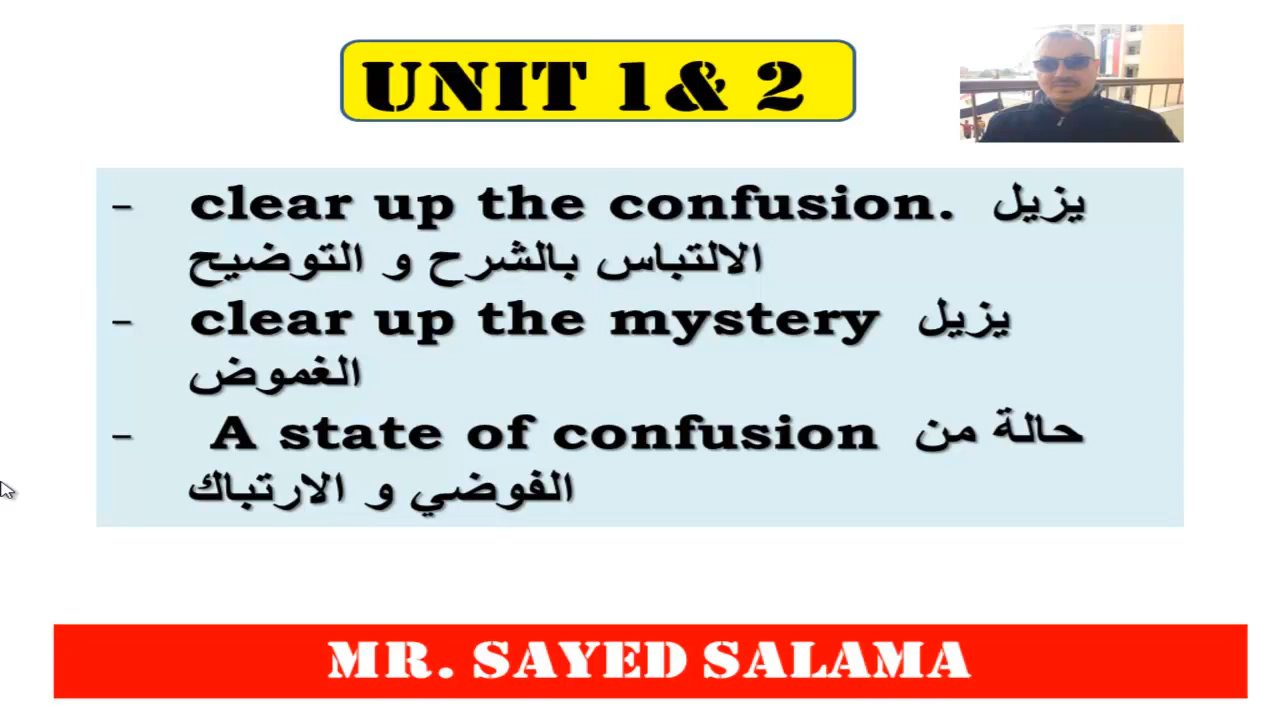 UNIT 1& 2
- clear up the confusion. يزيل
الالتباس بالشرح و التوضيح
- clear up the mystery يزيل
الغموض
- A state of confusion حالة من
الفوضي و الارتباك
MR. SAYED SALAMA